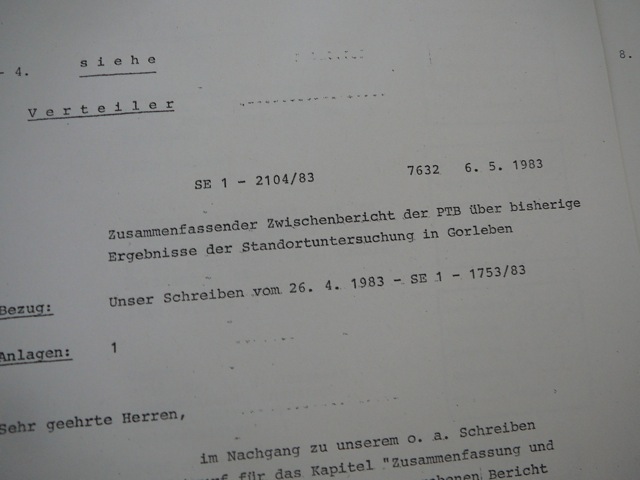 - 4. siehe
8.
Verteiler
SE 1 - 2104/83 7632 6. 5. 1983
Zusammenfassender Zwischenbericht der PTB über bisherige
Ergebnisse der Standortuntersuchung in Gorleben
Bezug: Unser Schreiben vom 26. 4. 1983 - SE 1 - 1753/83
Anlagen: 1
Sehr geehrte Herren,
im Nachgang zu unserem o. a. Schreiben
für das Kapitel "Zusammenfassung und
Bericht